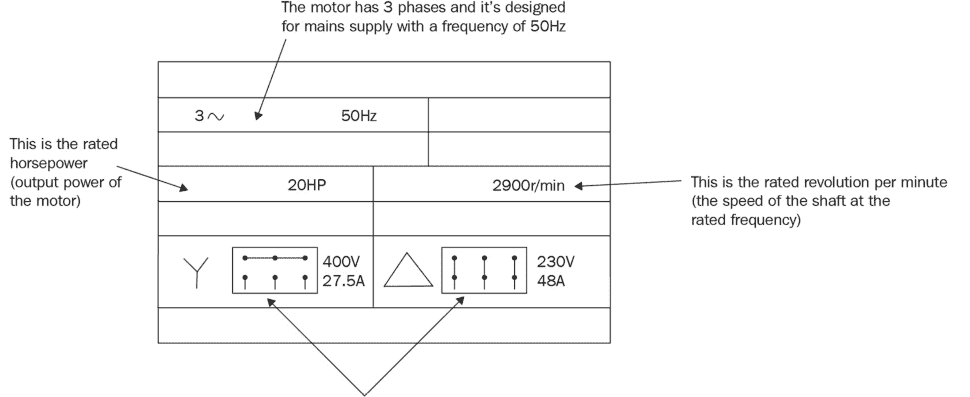 The motor has 3 phases and it's designed
for mains supply with a frequency of 50Hz
3～ 50Hz
This is the rated
horsepower
(output power of
the motor)
20HP 2900r/min
This is the rated revolution per minute
(the speed of the shaft at the
rated frequency)
400V
27.5A
230V
48A